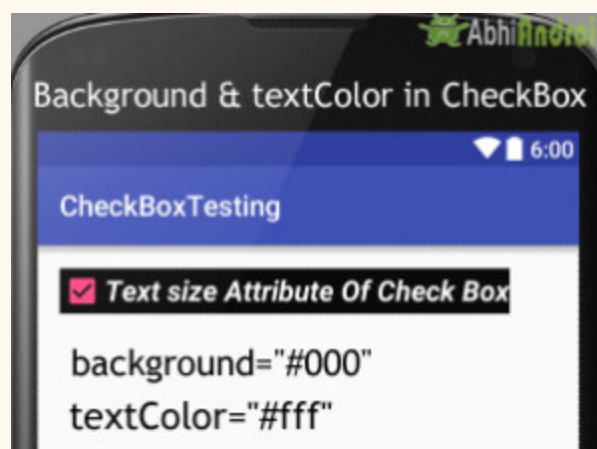 AbhiAndroid
Background & textColor in CheckBox
6:00
CheckBoxTesting
Text size Attribute Of Check Box
background="#000"
textColor="#fff"